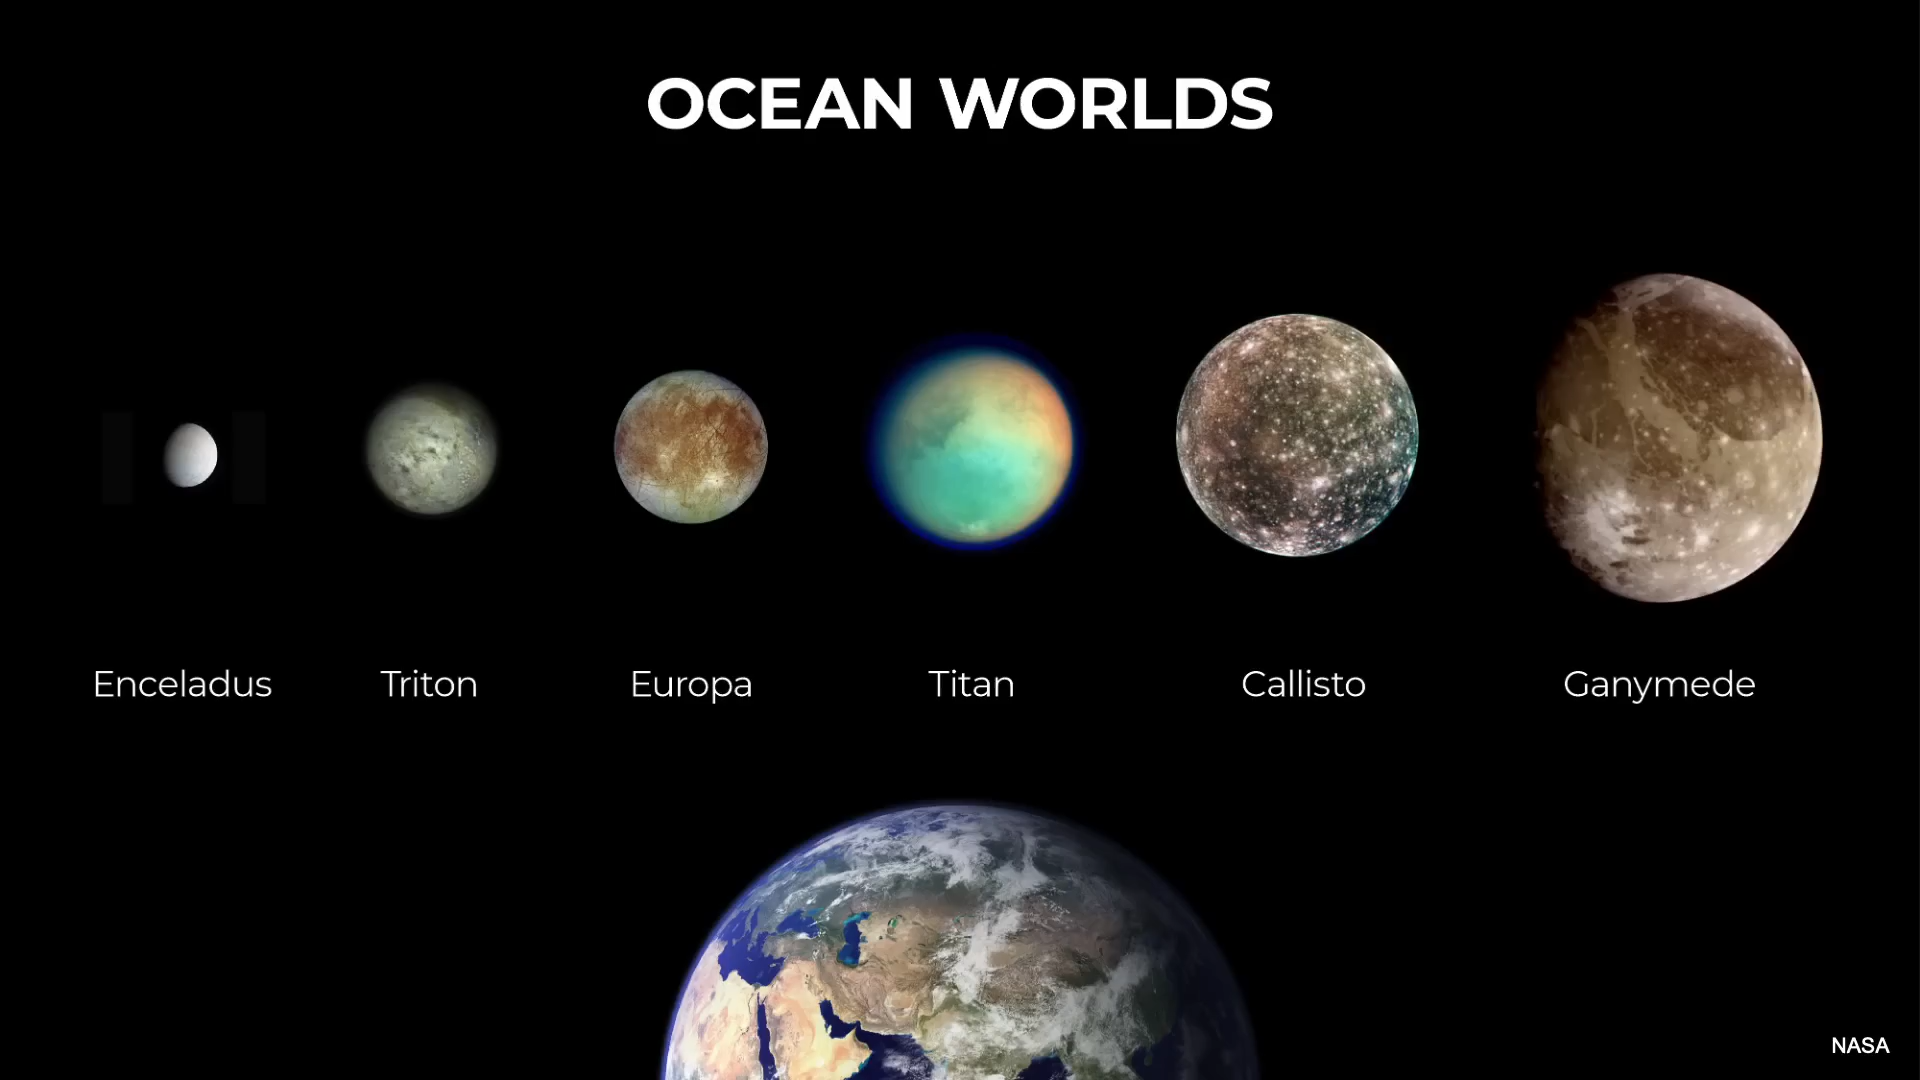 OCEAN WORLDS
Enceladus
Triton
Europa
Titan
Callisto
Ganymede
NASA